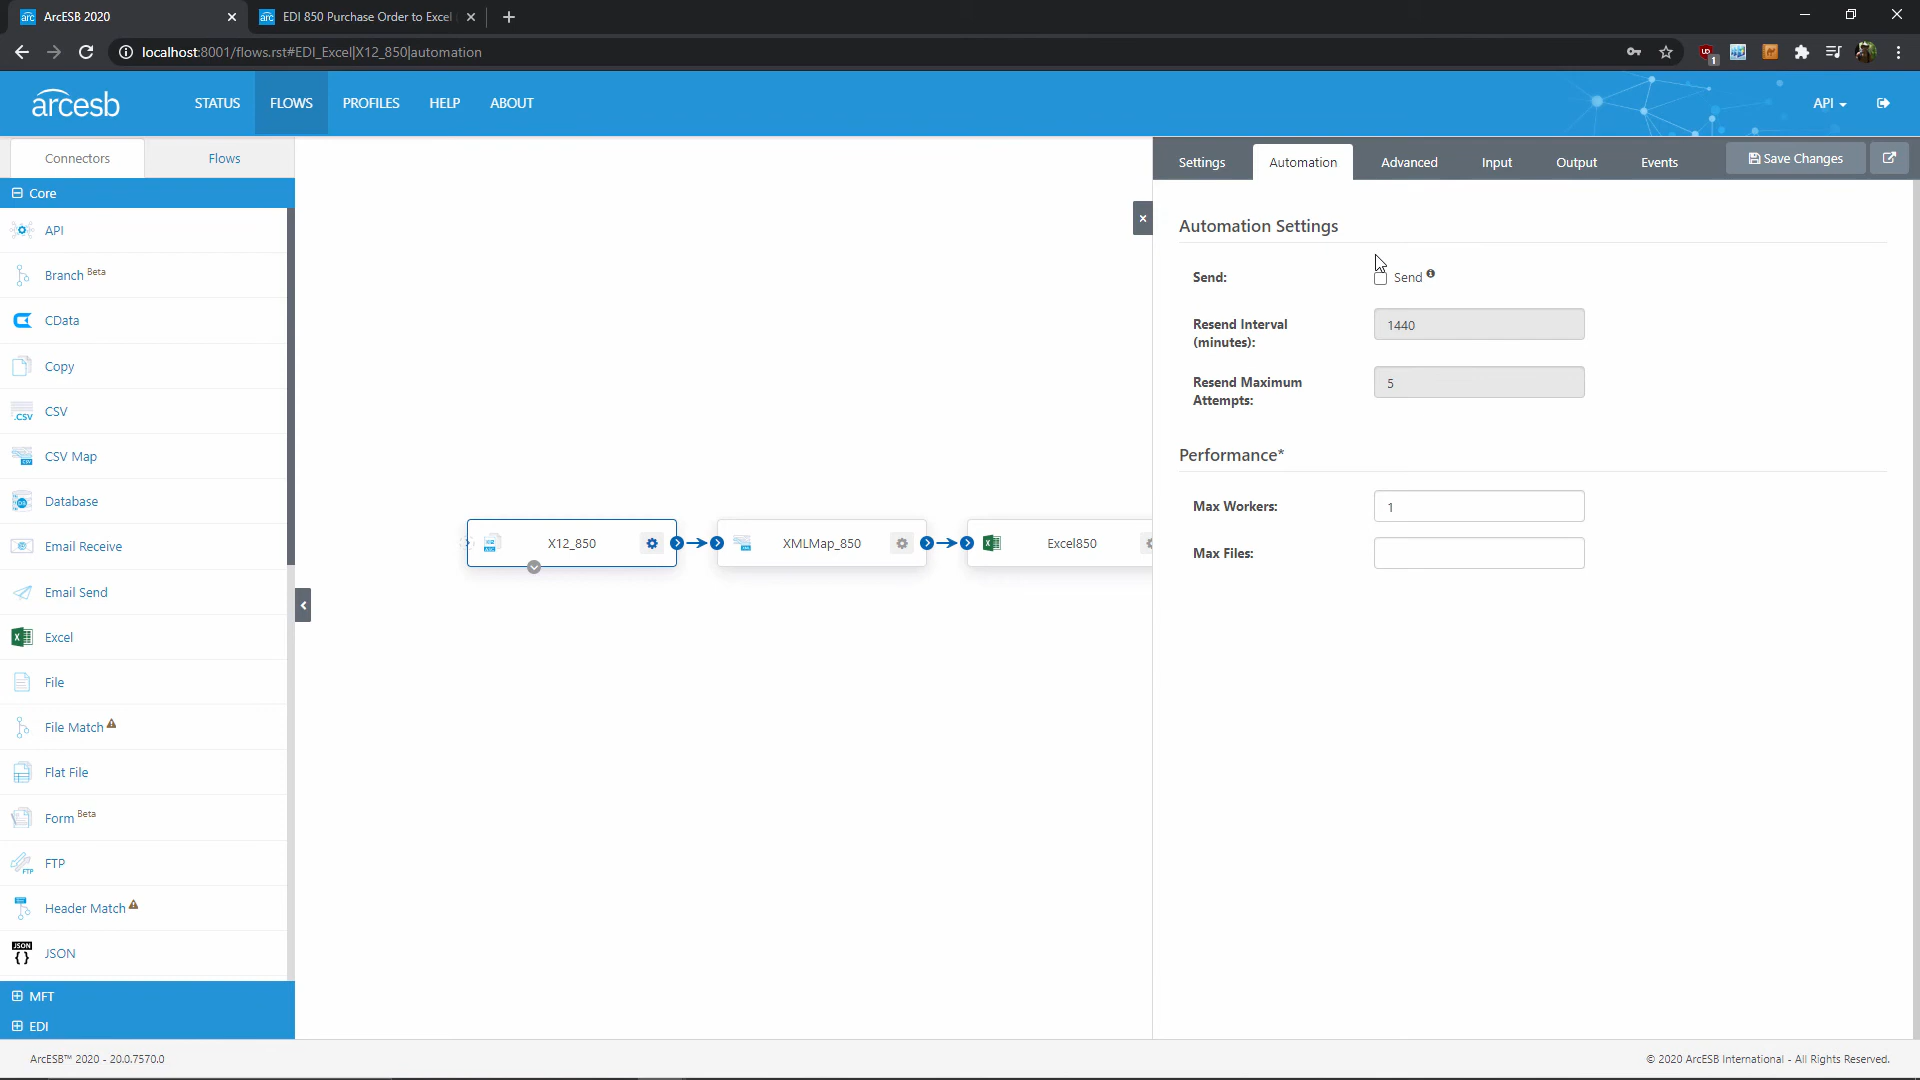 ArcESB 2020
EDI 850 Purchase Order to Excel
localhost:8001/flows.rst#EDI_Excel|X12_850|automation
1
arcesb
STATUS
FLOWS
PROFILES
HELP
ABOUT
API
Connectors
Flows
Settings
Automation
Advanced
Input
Output
Events
Save Changes
Core
API
Branch Beta
CData
Copy
CSV
CSV Map
Database
Email Receive
Email Send
Excel
File
File Match
Flat File
Form Beta
FTP
Header Match
JSON
MFT
EDI
X12_850
XMLMap_850
Excel850
Automation Settings
Send:
Send
Resend Interval
(minutes):
1440
Resend Maximum
Attempts:
5
Performance*
Max Workers:
1
Max Files:
ArcESB™ 2020 - 20.0.7570.0
© 2020 ArcESB International - All Rights Reserved.